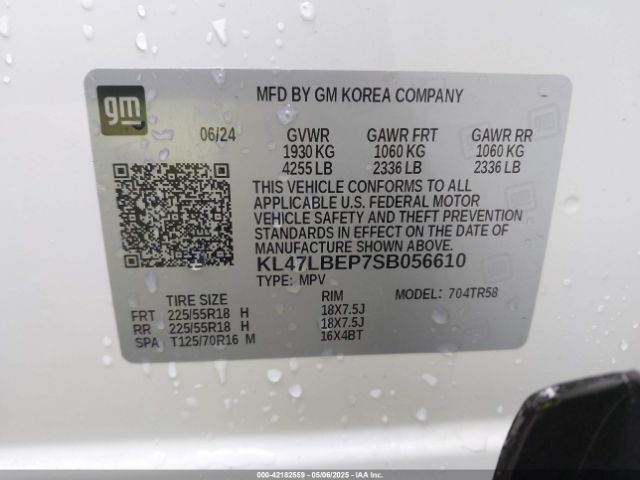 gm
MFD BY GM KOREA COMPANY
06/24 GVWR GAWR FRT GAWR RR
1930 KG 1060 KG 1060 KG
4255 LB 2336 LB 2336 LB
THIS VEHICLE CONFORMS TO ALL
APPLICABLE U.S. FEDERAL MOTOR
VEHICLE SAFETY AND THEFT PREVENTION
STANDARDS IN EFFECT ON THE DATE OF
MANUFACTURE SHOWN ABOVE.
KL47LBEP7SB056610
TYPE: MPV MODEL: 704TR58
TIRE SIZE RIM
FRT 225/55R18 H 18X7.5J
RR 225/55R18 H 18X7.5J
SPA T125/70R16 M 16X4BT
000-42182559 - 05/06/2025 - IAAI.COM